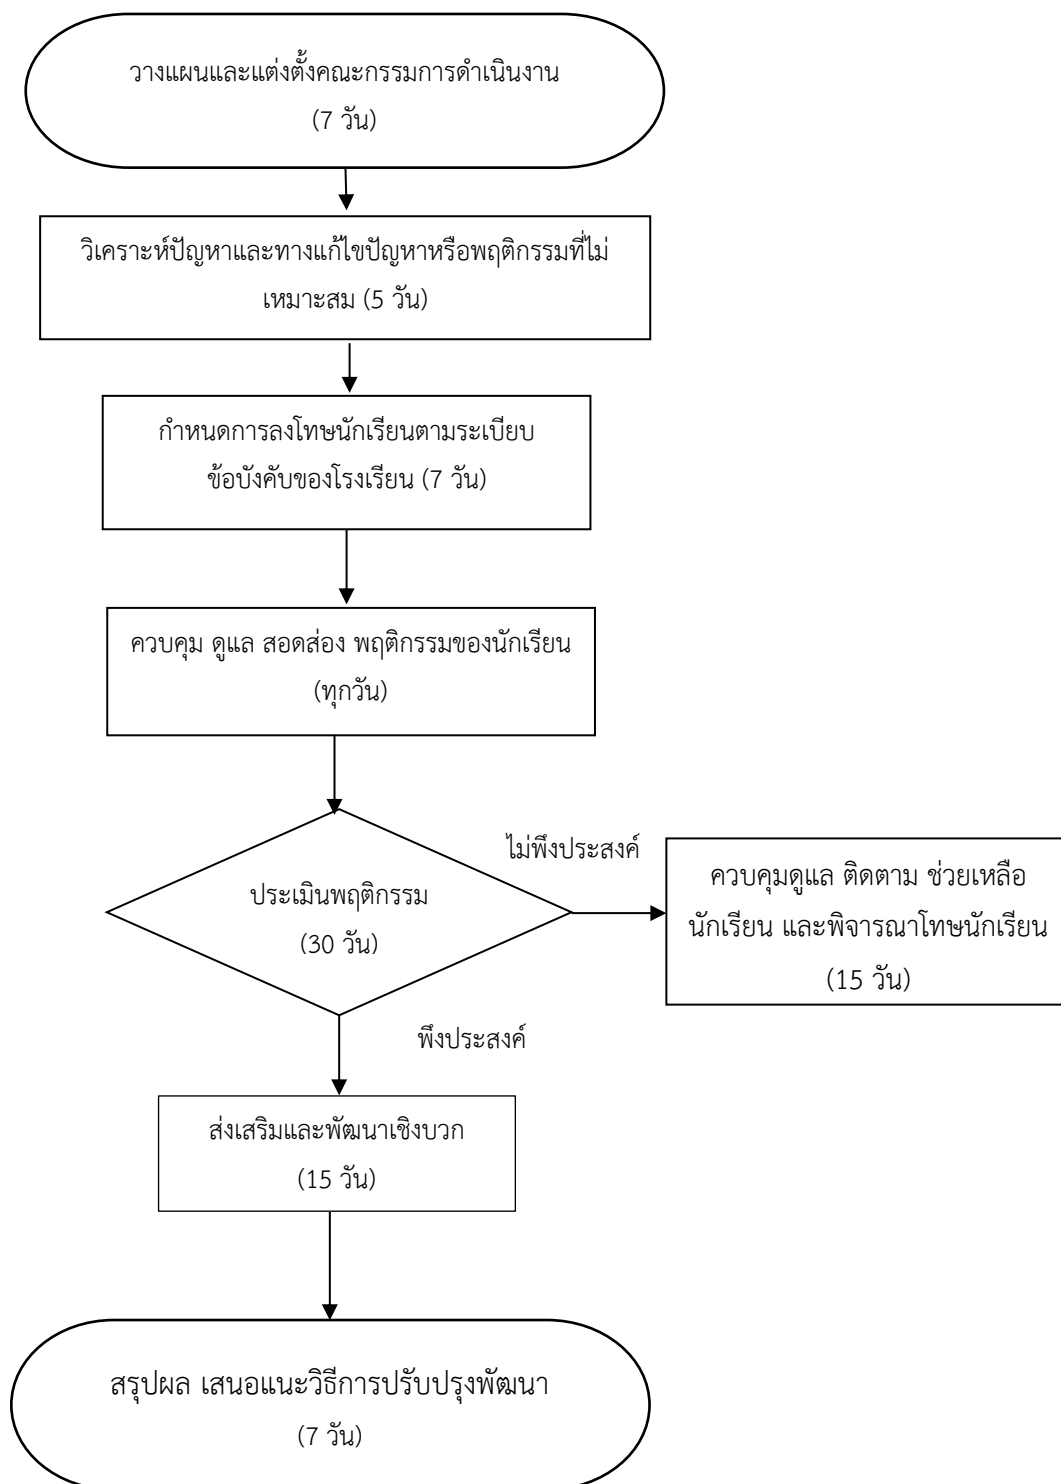 วางแผนและแต่งตั้งคณะกรรมการดำเนินงาน
(7 วัน)
วิเคราะห์ปัญหาและทางแก้ไขปัญหาหรือพฤติกรรมที่ไม่
เหมาะสม (5 วัน)
กำหนดการลงโทษนักเรียนตามระเบียบ
ข้อบังคับของโรงเรียน (7 วัน)
ควบคุม ดูแล สอดส่อง พฤติกรรมของนักเรียน
(ทุกวัน)
ประเมินพฤติกรรม
(30 วัน)
ไม่พึงประสงค์
ควบคุมดูแล ติดตาม ช่วยเหลือ
นักเรียน และพิจารณาโทษนักเรียน
(15 วัน)
พึงประสงค์
ส่งเสริมและพัฒนาเชิงบวก
(15 วัน)
สรุปผล เสนอแนะวิธีการปรับปรุงพัฒนา
(7 วัน)